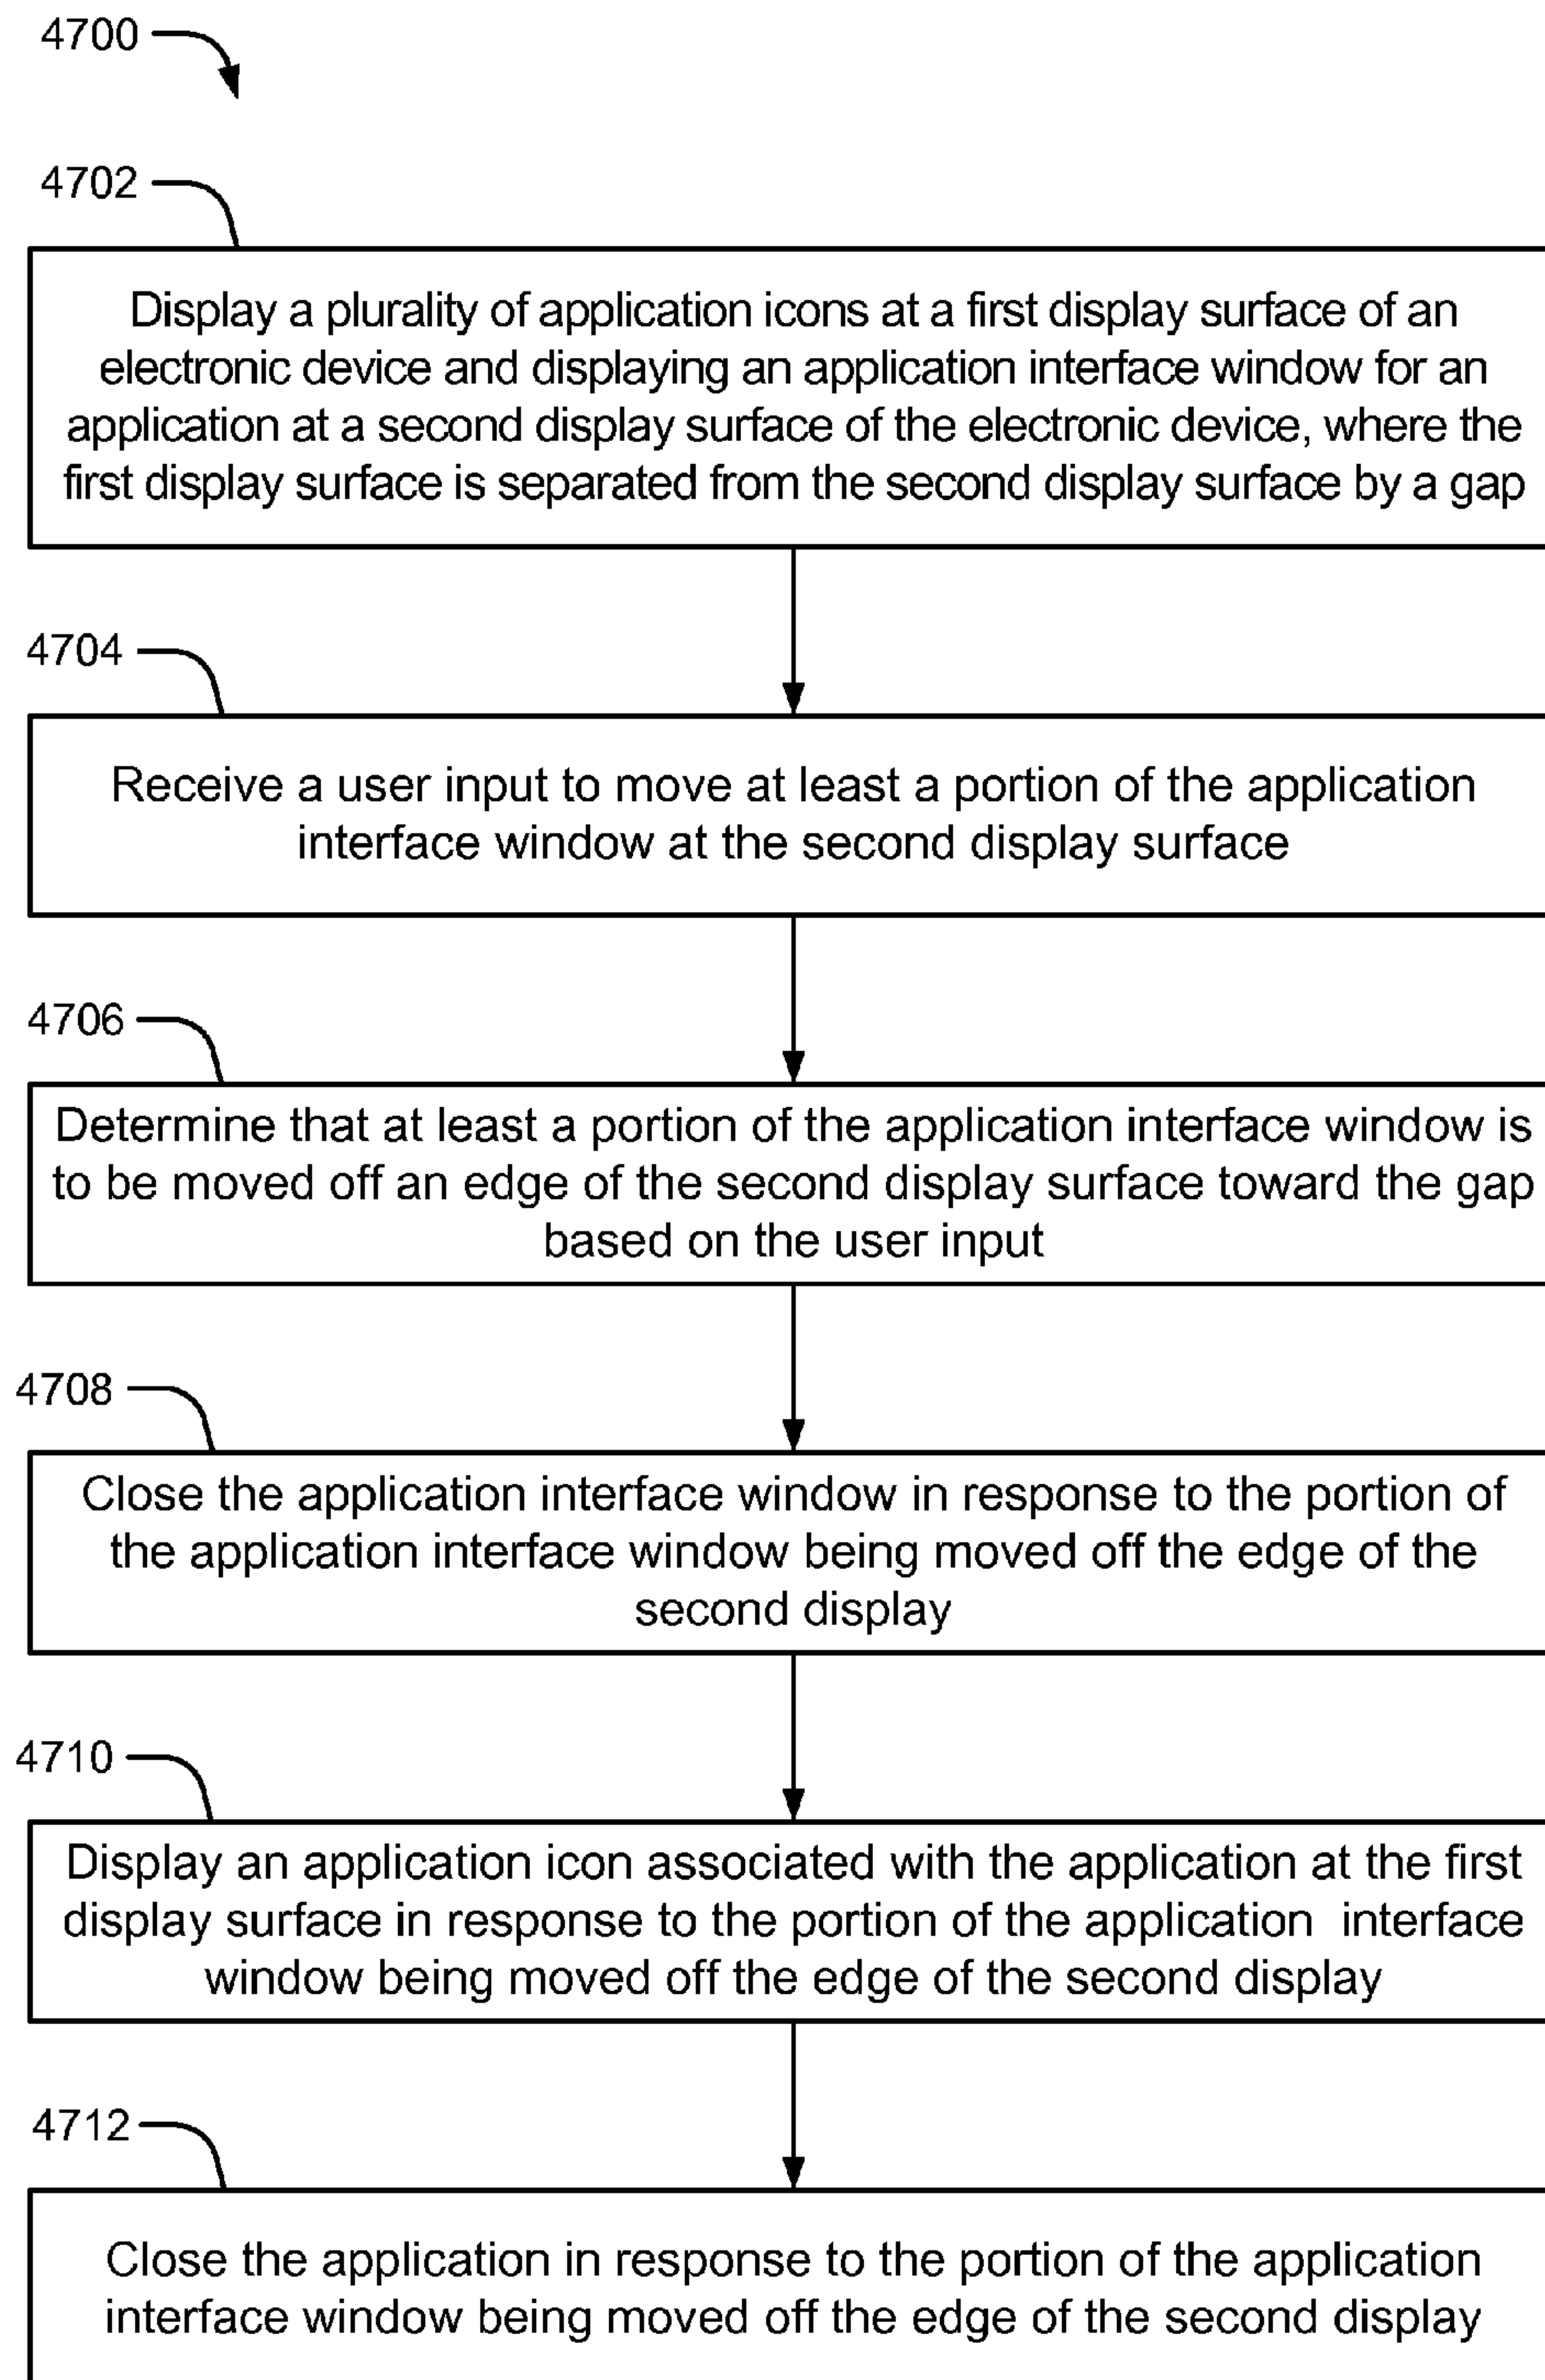 4700
4702
Display a plurality of application icons at a first display surface of an
electronic device and displaying an application interface window for an
application at a second display surface of the electronic device, where the
first display surface is separated from the second display surface by a gap
4704
Receive a user input to move at least a portion of the application
interface window at the second display surface
4706
Determine that at least a portion of the application interface window is
to be moved off an edge of the second display surface toward the gap
based on the user input
4708
Close the application interface window in response to the portion of
the application interface window being moved off the edge of the
second display
4710
Display an application icon associated with the application at the first
display surface in response to the portion of the application interface
window being moved off the edge of the second display
4712
Close the application in response to the portion of the application
interface window being moved off the edge of the second display